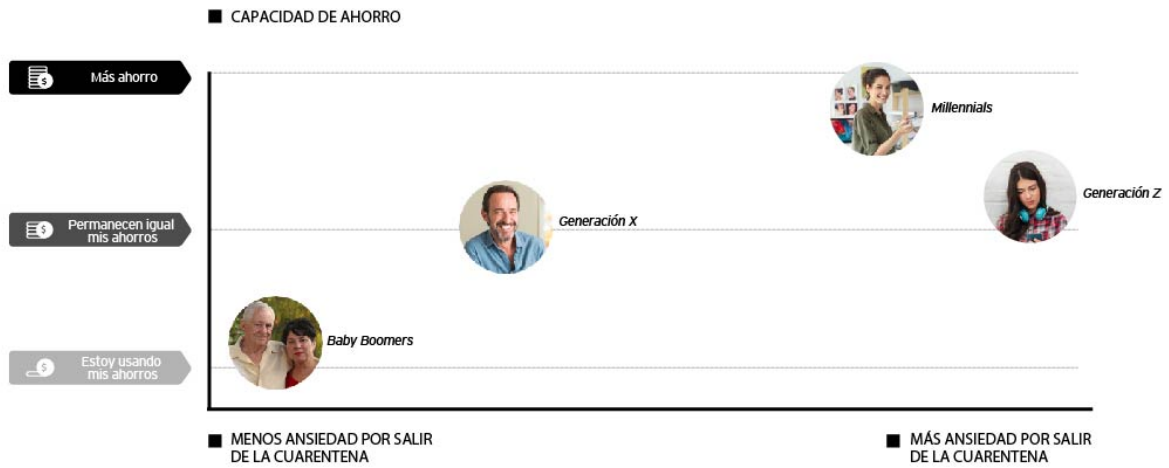 CAPACIDAD DE AHORRO
Más ahorro
Millennials
Generación Z
Permanecen igual
mis ahorros
Generación X
Baby Boomers
Estoy usando
mis ahorros
MENOS ANSIEDAD POR SALIR
DE LA CUARENTENA
MÁS ANSIEDAD POR SALIR
DE LA CUARENTENA